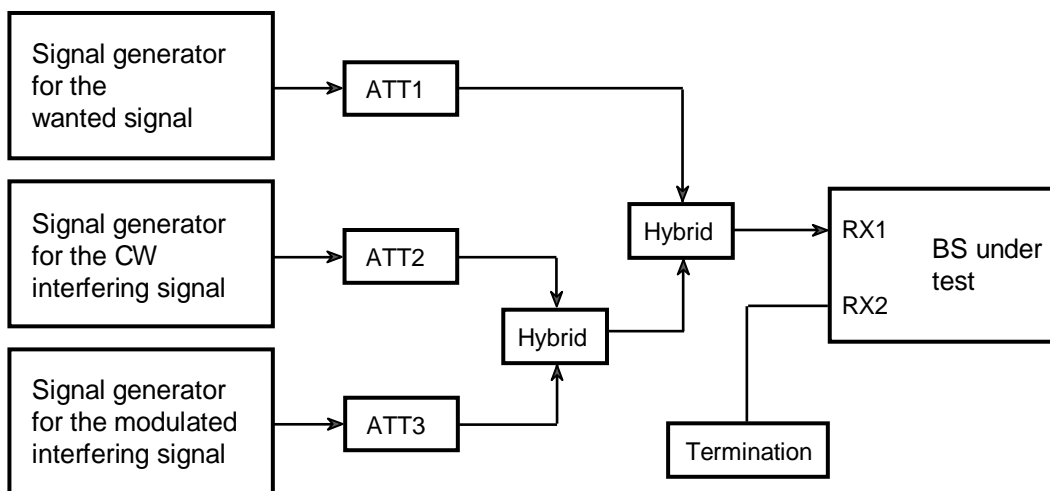 Signal generator
for the
wanted signal
ATT1
Signal generator
for the CW
interfering signal
ATT2
Hybrid
Hybrid
RX1
RX2
BS under
test
Signal generator
for the modulated
interfering signal
ATT3
Termination